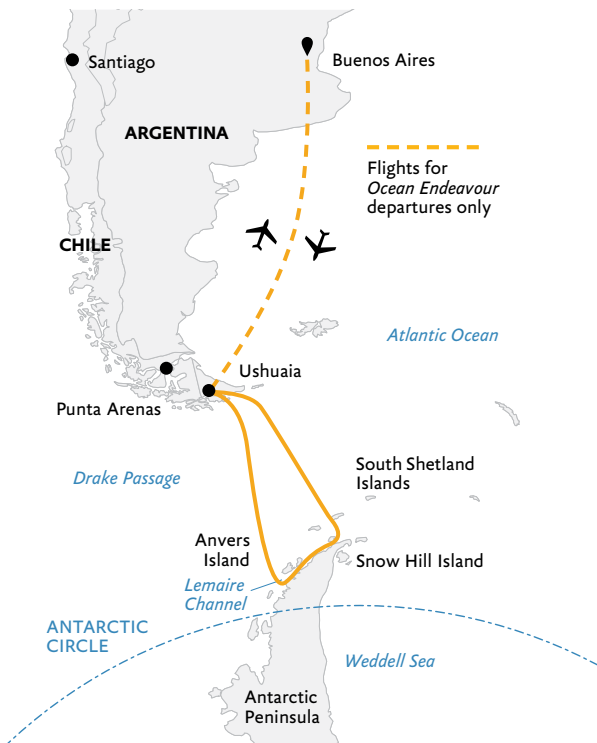 Santiago
Buenos Aires
ARGENTINA
Flights for
Ocean Endeavour
departures only
CHILE
Atlantic Ocean
Ushuaia
Punta Arenas
Drake Passage
South Shetland
Islands
Anvers
Island
Snow Hill Island
Lemaire
Channel
ANTARCTIC
CIRCLE
Weddell Sea
Antarctic
Peninsula